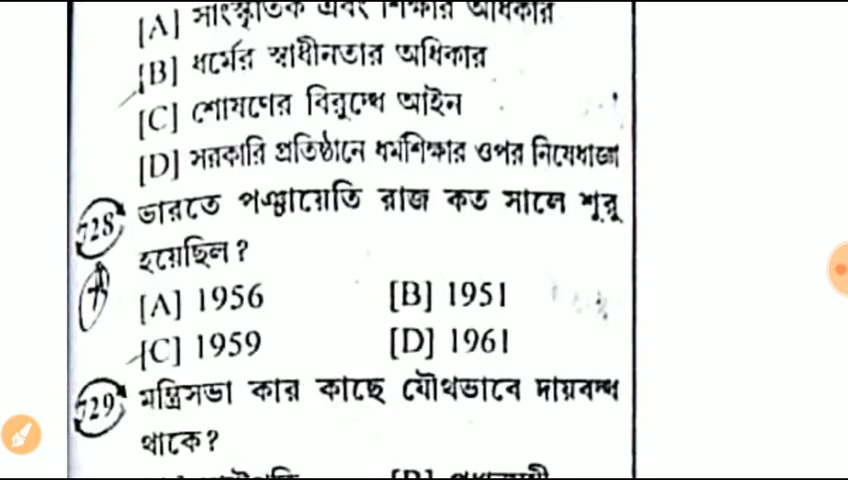 [A] সাংস্কৃতিক এবং শিক্ষার অধিকার
[B] ধর্মের স্বাধীনতার অধিকার
[C] শোষণের বিরুদ্ধে আইন
[D] সরকারি প্রতিষ্ঠানে ধর্মশিক্ষার ওপর নিষেধাজ্ঞা
728 ভারতে পঞ্চায়েতি রাজ কত সালে শুরু
হয়েছিল?
[A] 1956 [B] 1951
[C] 1959 [D] 1961
729 মন্ত্রিসভা কার কাছে যৌথভাবে দায়বদ্ধ
থাকে?